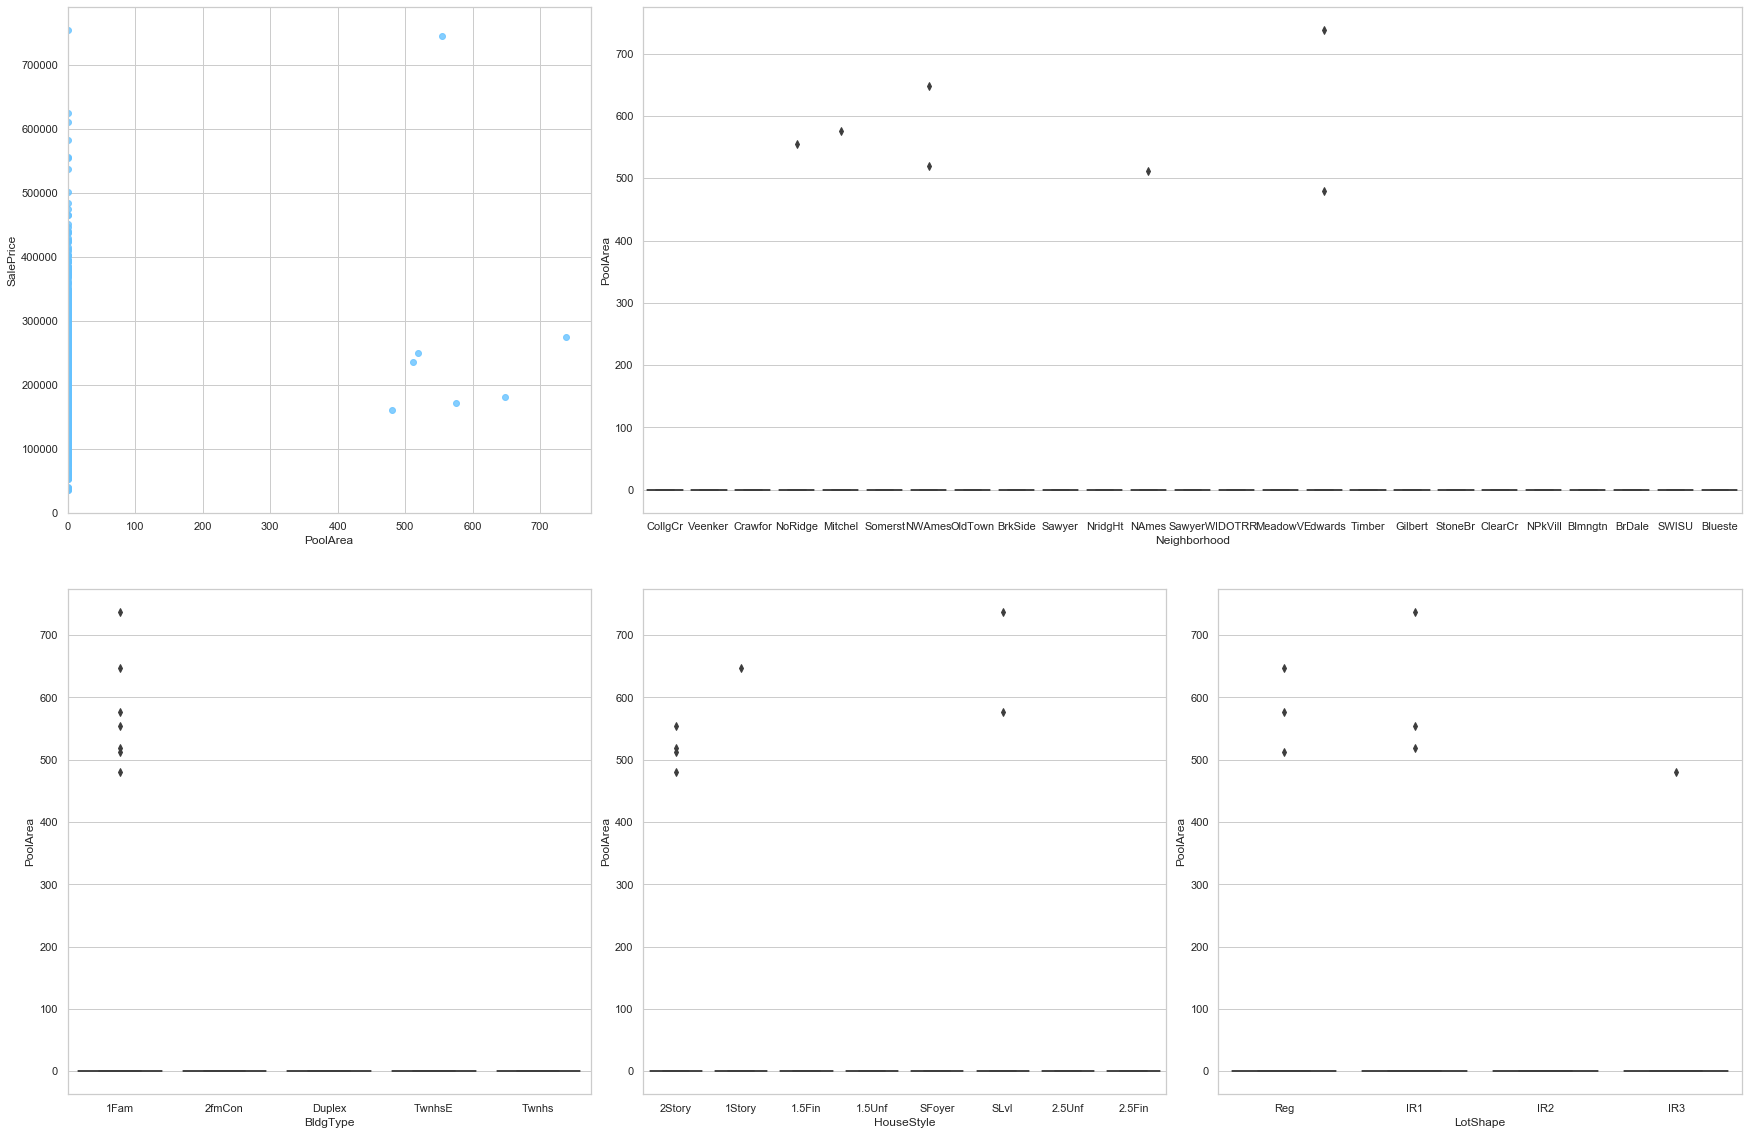 700000
600000
500000
400000
300000
200000
100000
0
SalePrice
0 100 200 300 400 500 600 700
PoolArea
700
600
500
400
300
200
100
0
PoolArea
CollgCr Veenker Crawfor NoRidge Mitchel Somerst NWAmes OldTown BrkSide Sawyer NridgHt NAmes SawyerW IDOTRR MeadowV Edwards Timber Gilbert StoneBr ClearCr NPkVill Blmngtn BrDale SWISU Blueste
Neighborhood
700
600
500
400
300
200
100
0
PoolArea
1Fam 2fmCon Duplex TwnhsE Twnhs
BldgType
700
600
500
400
300
200
100
0
PoolArea
2Story 1Story 1.5Fin 1.5Unf SFoyer SLvl 2.5Unf 2.5Fin
HouseStyle
700
600
500
400
300
200
100
0
PoolArea
Reg IR1 IR2 IR3
LotShape